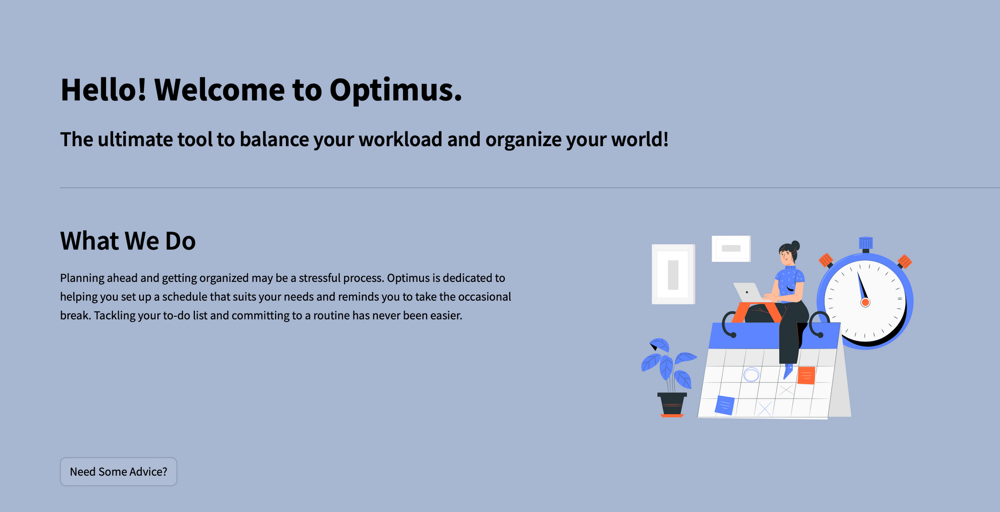 Hello! Welcome to Optimus.
The ultimate tool to balance your workload and organize your world!
What We Do
Planning ahead and getting organized may be a stressful process. Optimus is dedicated to
helping you set up a schedule that suits your needs and reminds you to take the occasional
break. Tackling your to-do list and committing to a routine has never been easier.
Need Some Advice?